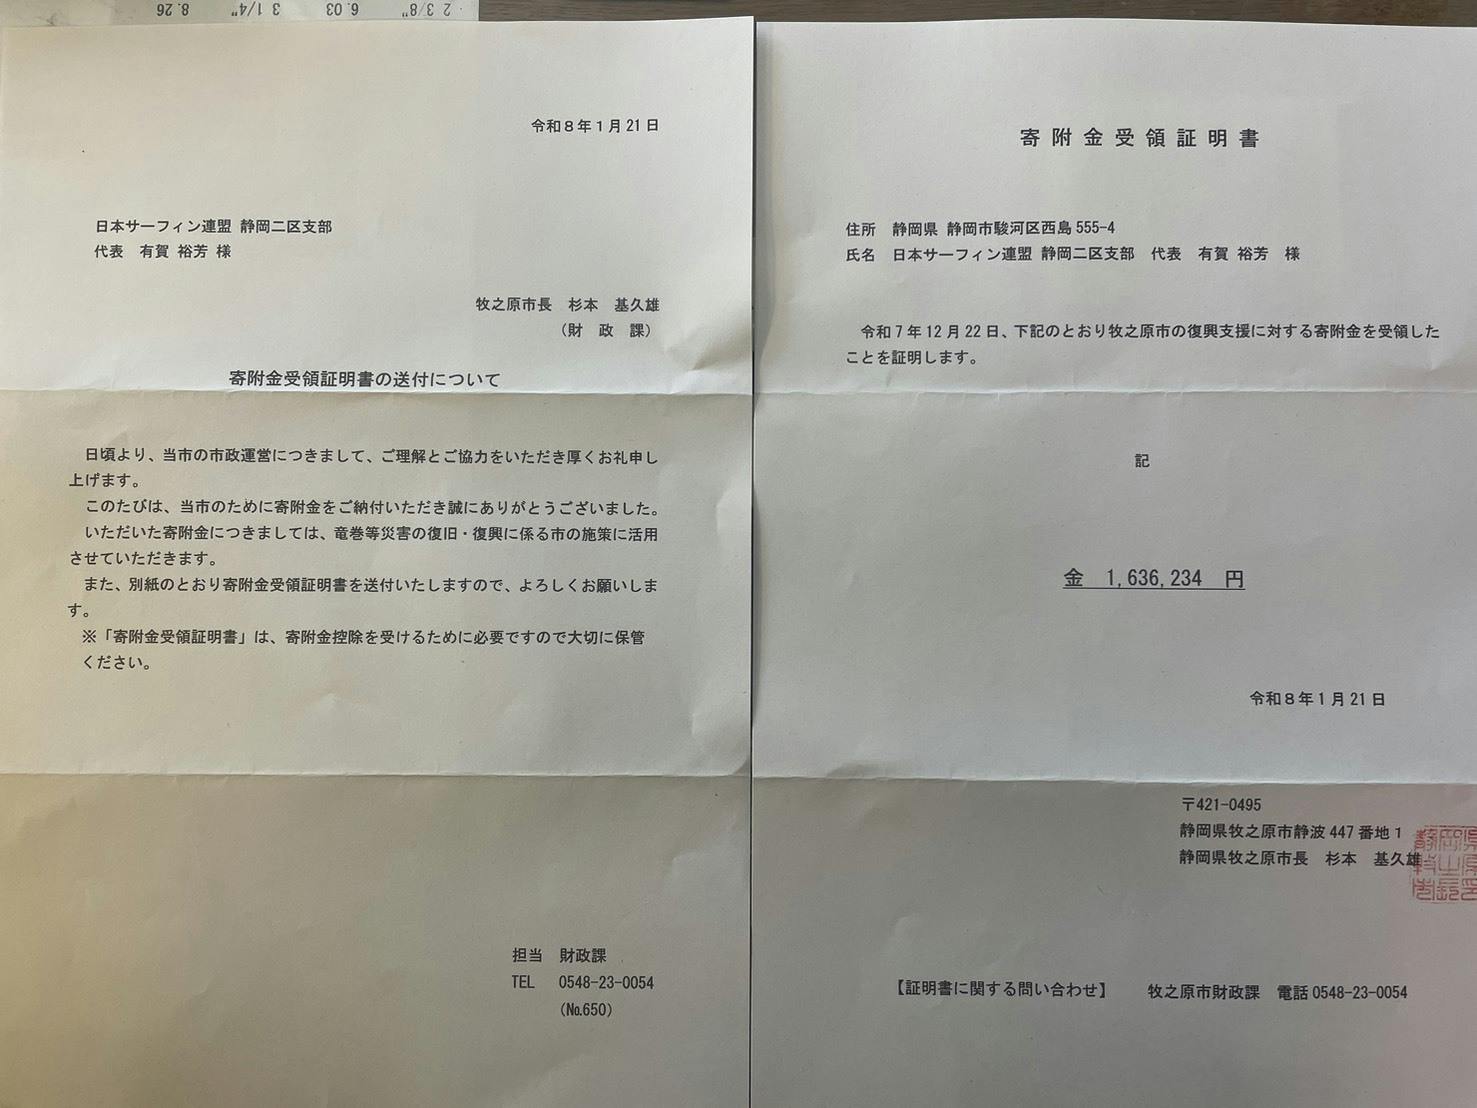 2 3/8" 6.03 3 1/4" 8.26
令和8年1月21日
日本サーフィン連盟 静岡二区支部
代表 有賀 裕芳 様
牧之原市長 杉本 基久雄
(財 政 課)
寄附金受領証明書の送付について
日頃より、当市の市政運営につきまして、ご理解とご協力をいただき厚くお礼申し
上げます。
このたびは、当市のために寄附金をご納付いただき誠にありがとうございました。
いただいた寄附金につきましては、竜巻等災害の復旧・復興に係る市の施策に活用
させていただきます。
また、別紙のとおり寄附金受領証明書を送付いたしますので、よろしくお願いしま
す。
※「寄附金受領証明書」は、寄附金控除を受けるために必要ですので大切に保管
ください。
担当 財政課
TEL 0548-23-0054
(№650)
寄附金受領証明書
住所 静岡県 静岡市駿河区西島 555-4
氏名 日本サーフィン連盟 静岡二区支部 代表 有賀 裕芳 様
令和7年12月22日、下記のとおり牧之原市の復興支援に対する寄附金を受領した
ことを証明します。
記
金 1,636,234 円
令和8年1月21日
〒421-0495
静岡県牧之原市静波 447 番地 1
静岡県牧之原市長 杉本 基久雄
【証明書に関する問い合わせ】 牧之原市財政課 電話 0548-23-0054